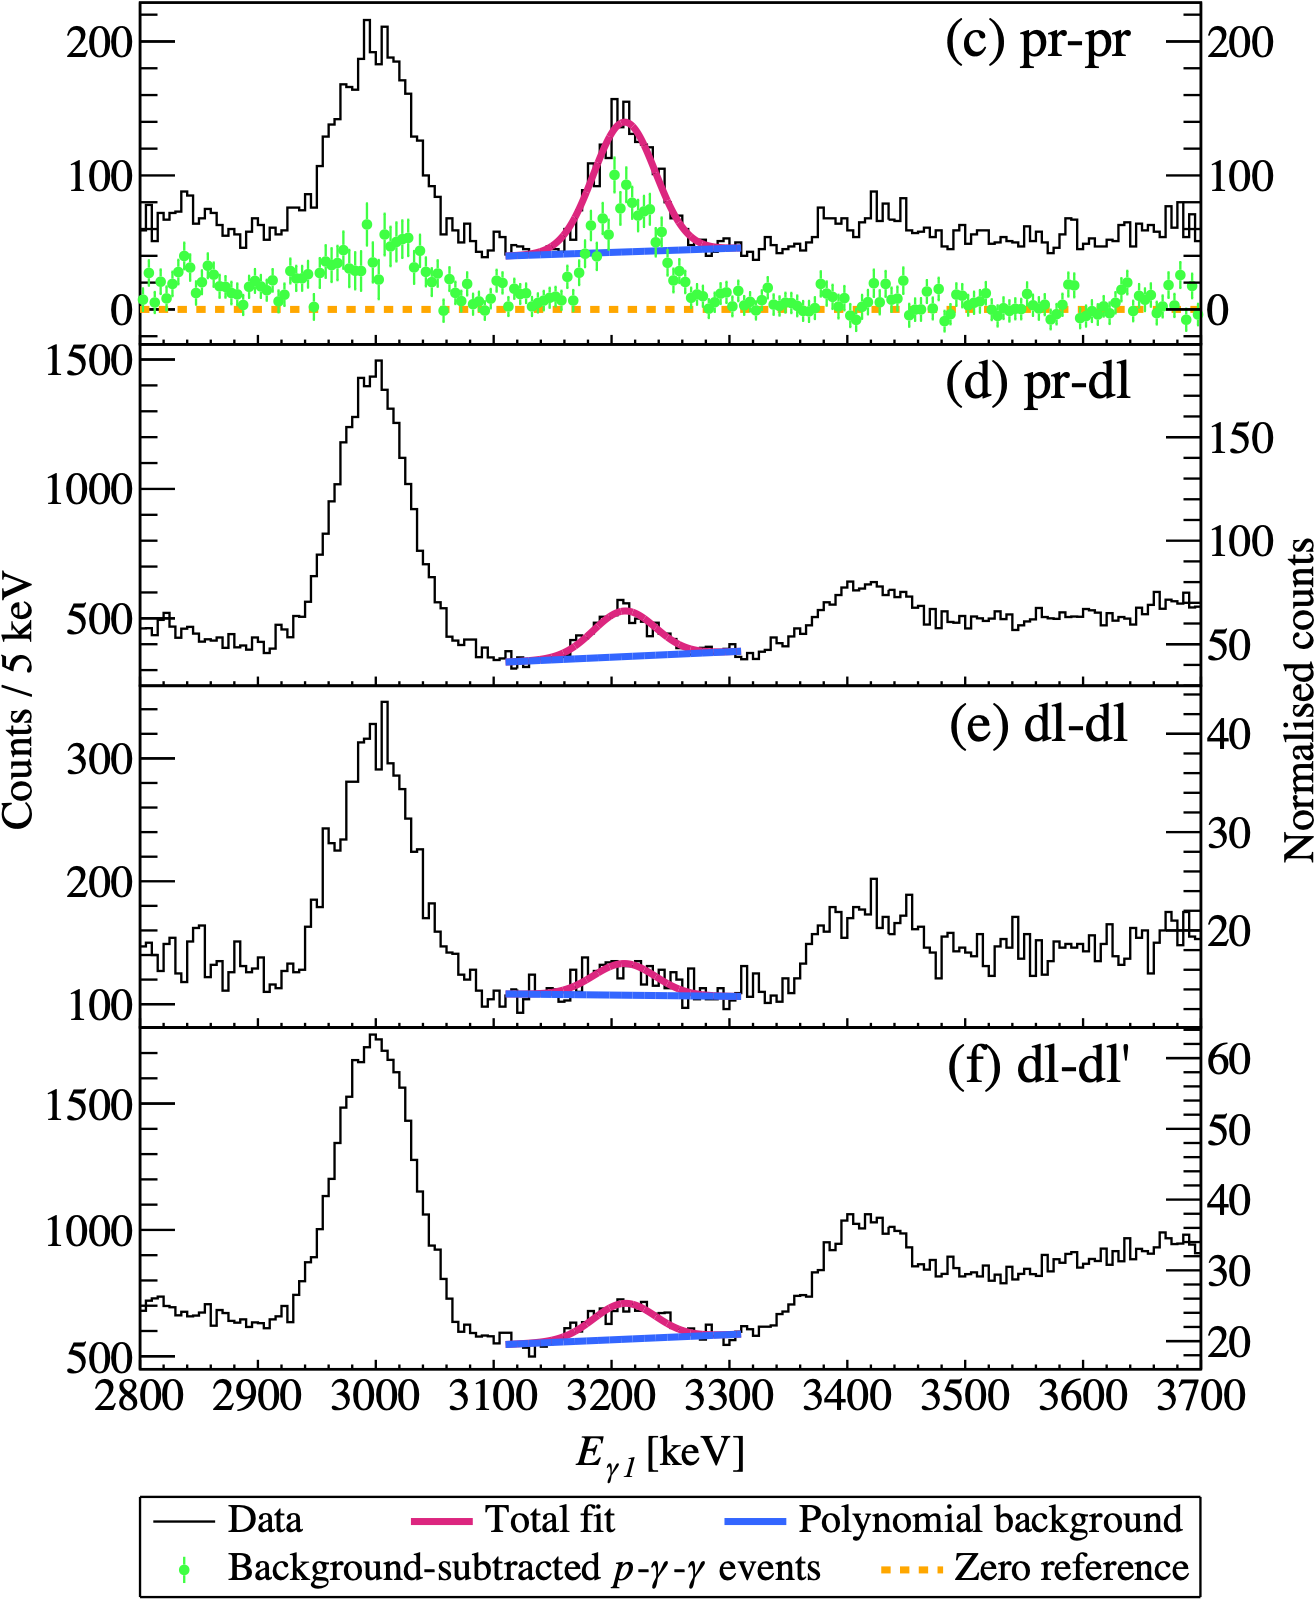 (c) pr-pr
200
100
0
200
100
0
(d) pr-dl
1500
1000
500
150
100
50
(e) dl-dl
300
200
100
40
30
20
(f) dl-dl'
1500
1000
500
60
50
40
30
20
Counts / 5 keV
Normalised counts
2800 2900 3000 3100 3200 3300 3400 3500 3600 3700
Eγ1 [keV]
Data Total fit Polynomial background
Background-subtracted p-γ-γ events Zero reference